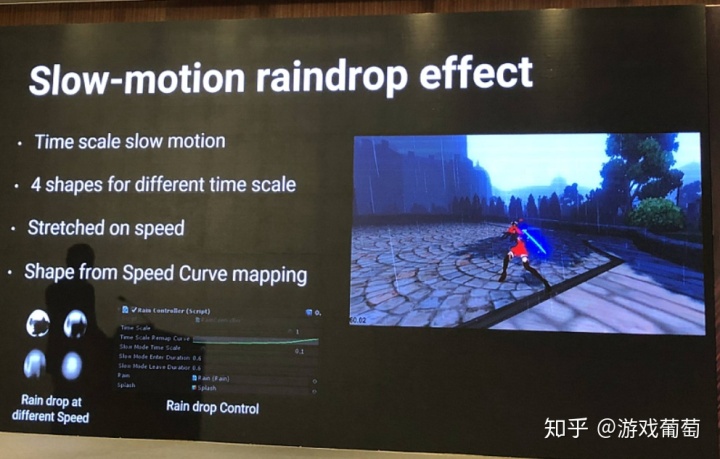 Slow-motion raindrop effect
• Time scale slow motion
• 4 shapes for different time scale
• Stretched on speed
• Shape from Speed Curve mapping
Rain Controller (Script)
Time Scale 1
Time Scale Remap Curve
Slow Mode Time Scale 0.1
Slow Mode Enter Duration 0.6
Slow Mode Leave Duration 0.6
Rain Rain (Rain)
Splash Splash
Rain drop at
different Speed
Rain drop Control
60.02
知乎 @游戏葡萄